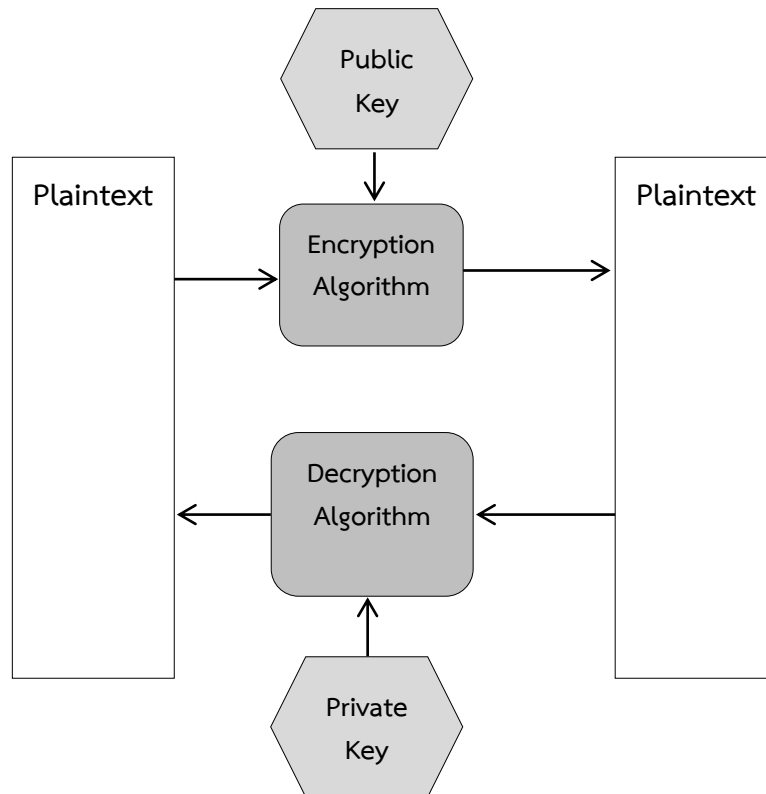 Public
Key
Plaintext
Plaintext
Encryption
Algorithm
Decryption
Algorithm
Private
Key